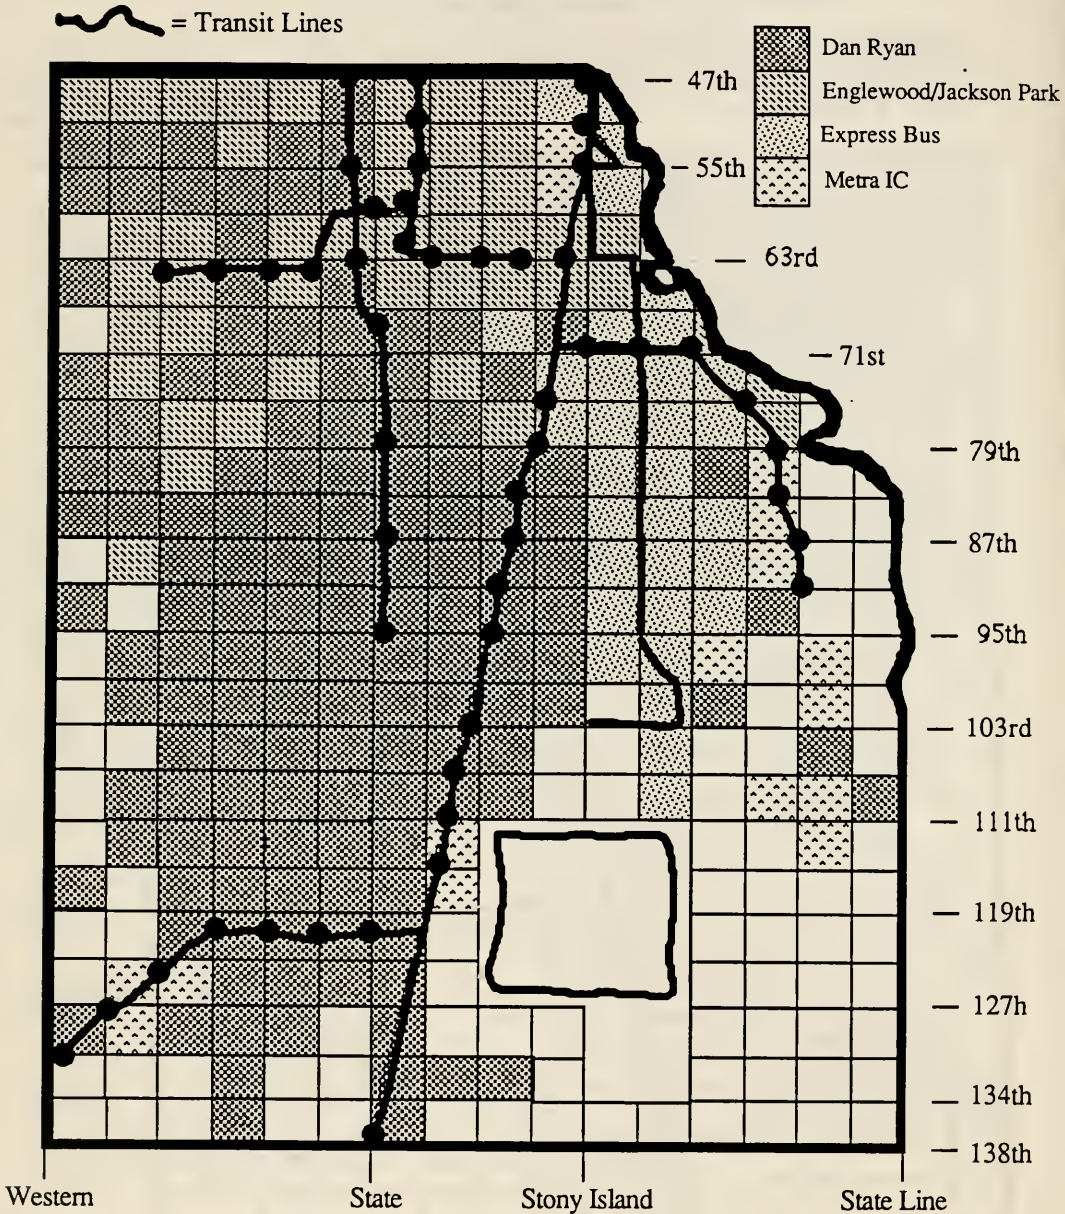 = Transit Lines
Dan Ryan
Englewood/Jackson Park
Express Bus
Metra IC
47th
55th
63rd
71st
79th
87th
95th
103rd
111th
119th
127h
134th
138th
Western
State
Stony Island
State Line